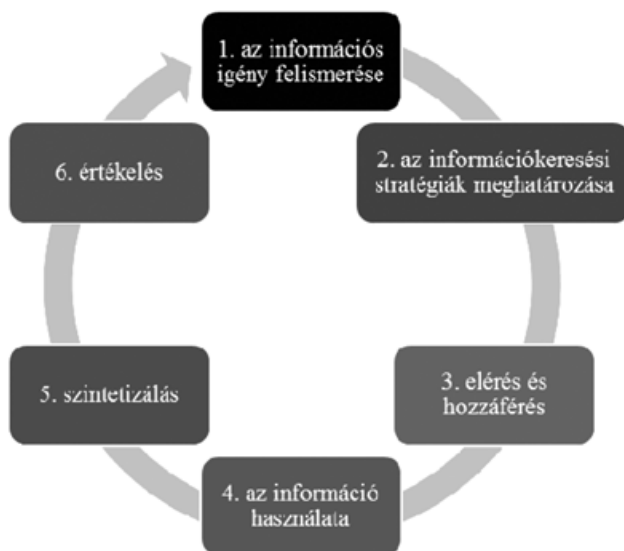 1. az információs
igény felismerése
2. az információkeresési
stratégiák meghatározása
3. elérés és
hozzáférés
4. az információ
használata
5. szintetizálás
6. értékelés